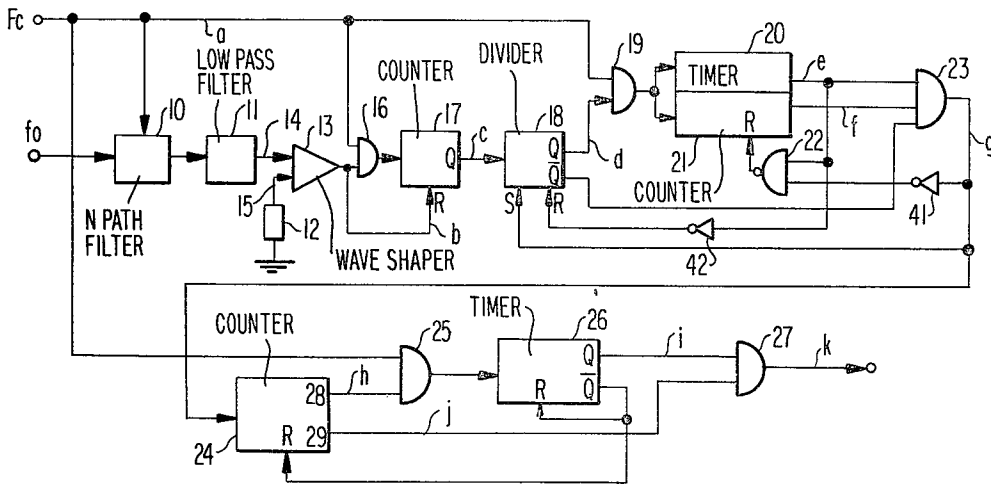 Fc
a
LOW PASS
FILTER
10
11
14
13
fo
N PATH
FILTER
15
12
WAVE SHAPER
16
COUNTER
17
Q
c
R
b
DIVIDER
18
Q
Q
S
R
d
19
20
TIMER
R
21
COUNTER
e
f
22
23
g
41
42
COUNTER
24
R
28
29
h
j
25
TIMER
26
Q
Q
R
i
27
k